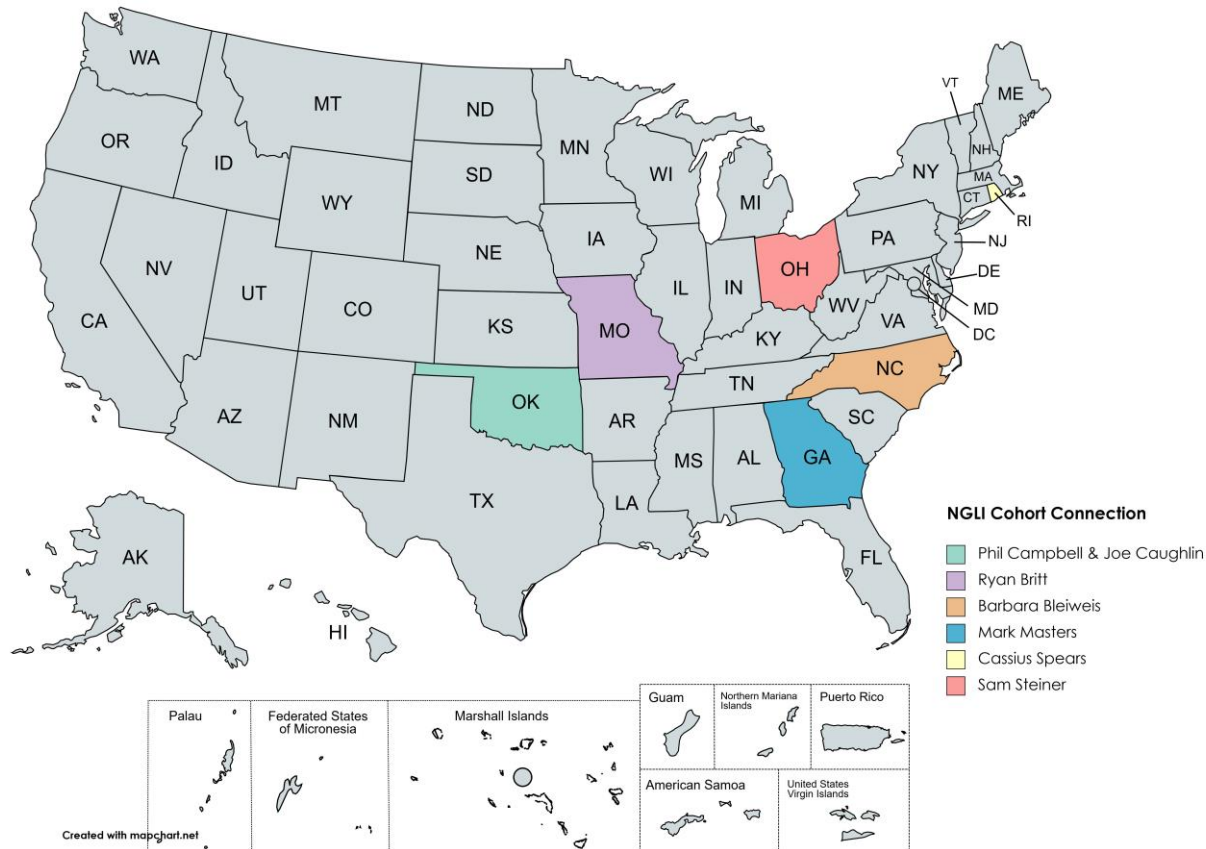 WA
MT
ND
MN
VT
ME
OR
ID
SD
WI
NH
NY
WY
MI
MA
CT
RI
IA
NE
PA
NJ
NV
OH
IL
IN
DE
UT
CO
WV
MD
CA
KS
MO
VA
DC
KY
NC
TN
OK
AZ
NM
AR
SC
MS
AL
GA
TX
LA
FL
AK
HI
NGLI Cohort Connection
Phil Campbell & Joe Caughlin
Ryan Britt
Barbara Bleiweis
Mark Masters
Cassius Spears
Sam Steiner
Palau
Federated States
of Micronesia
Marshall Islands
Guam
Northern Mariana
Islands
Puerto Rico
American Samoa
United States
Virgin Islands
Created with mapchart.net